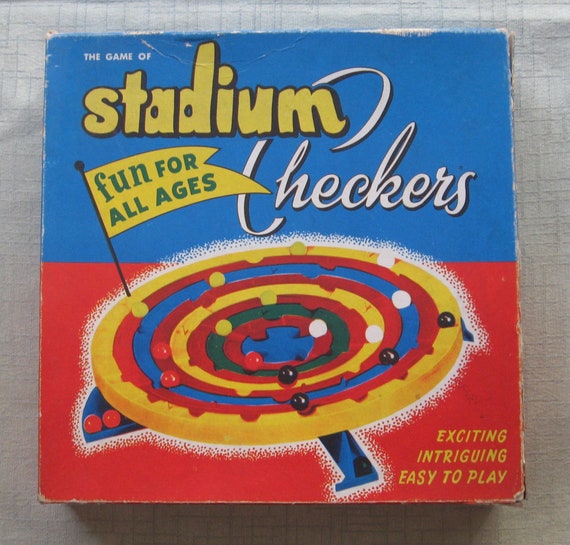 THE GAME OF
stadium
Checkers
fun FOR
ALL AGES
EXCITING
INTRIGUING
EASY TO PLAY